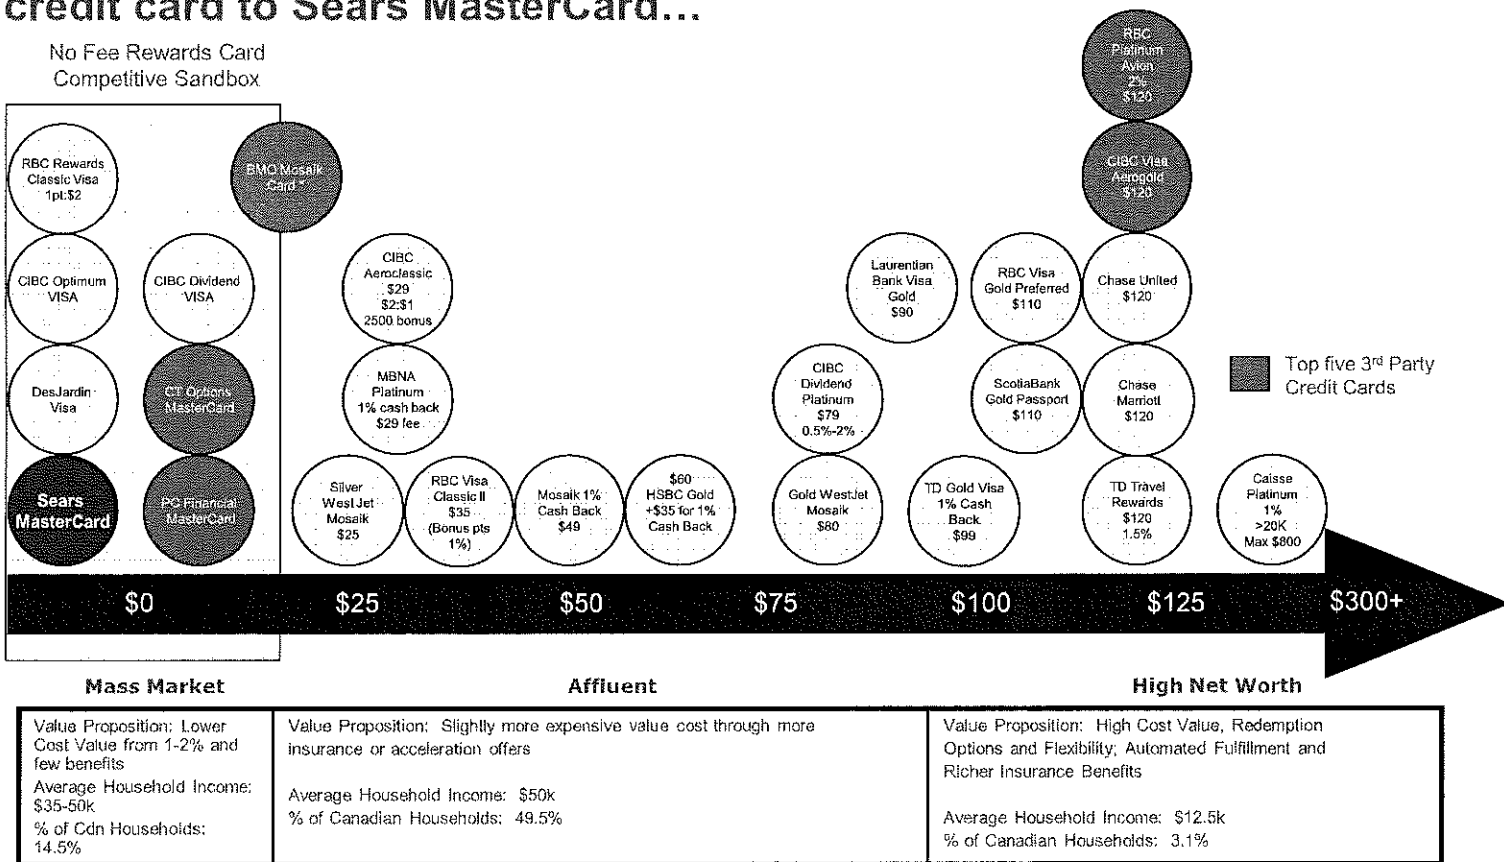 credit card to Sears MasterCard...
No Fee Rewards Card
Competitive Sandbox
RBC Rewards
Classic Visa
1pt:$2
BMO Mosaik
Card *
RBC
Platinum
Avion
2%
$120
CIBC Visa
Aerogold
$120
CIBC Optimum
VISA
CIBC Dividend
VISA
CIBC
Aeroclassic
$29
$2:$1
2500 bonus
Laurentian
Bank Visa
Gold
$90
RBC Visa
Gold Preferred
$110
Chase United
$120
DesJardin
Visa
CT Options
MasterCard
MBNA
Platinum
1% cash back
$29 fee
CIBC
Dividend
Platinum
$79
0.5%-2%
ScotiaBank
Gold Passport
$110
Chase
Marriott
$120
Top five 3rd Party
Credit Cards
Sears
MasterCard
PC Financial
MasterCard
Silver
WestJet
Mosaik
$25
RBC Visa
Classic II
$35
(Bonus pts
1%)
Mosaik 1%
Cash Back
$49
$60
HSBC Gold
+$35 for 1%
Cash Back
Gold WestJet
Mosaik
$80
TD Gold Visa
1% Cash
Back
$99
TD Travel
Rewards
$120
1.5%
Caisse
Platinum
1%
>20K
Max $800
$0 $25 $50 $75 $100 $125 $300+
Mass Market
Value Proposition: Lower
Cost Value from 1-2% and
few benefits
Average Household Income:
$35-50k
% of Cdn Households:
14.5%
Affluent
Value Proposition: Slightly more expensive value cost through more
insurance or acceleration offers
Average Household Income: $50k
% of Canadian Households: 49.5%
High Net Worth
Value Proposition: High Cost Value, Redemption
Options and Flexibility; Automated Fulfillment and
Richer Insurance Benefits
Average Household Income: $12.5k
% of Canadian Households: 3.1%